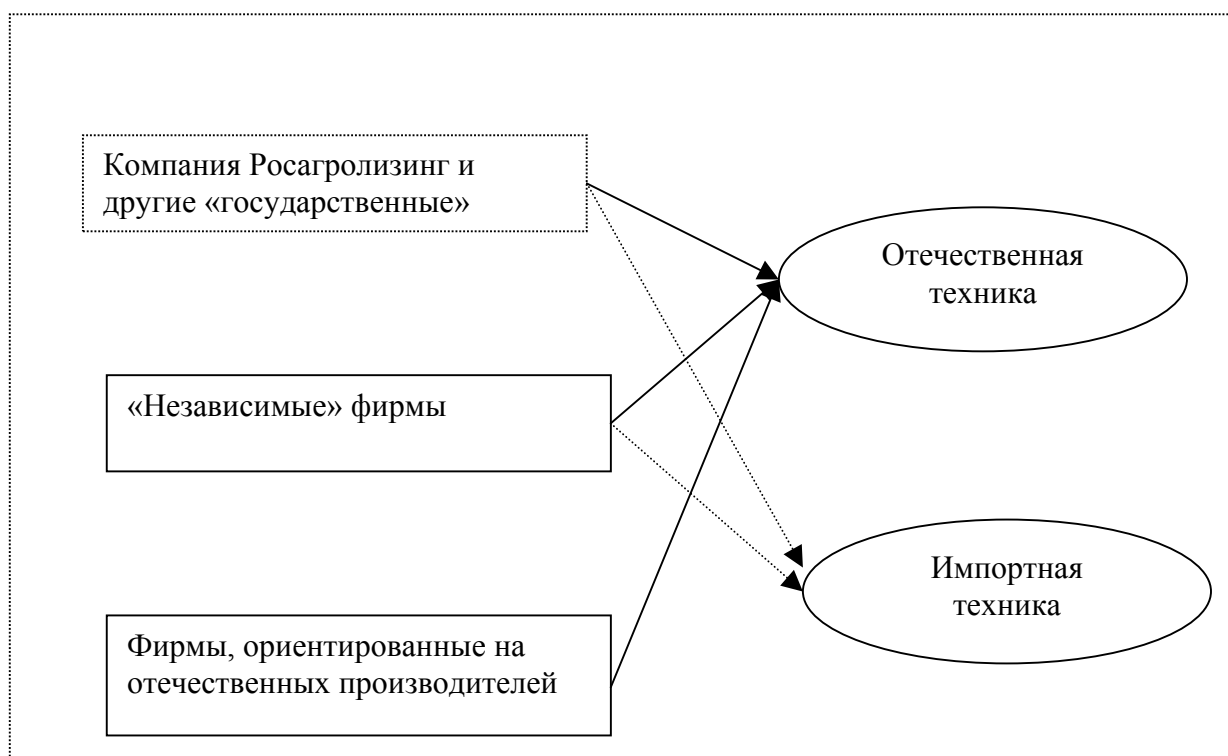 Компания Росагролизинг и
другие «государственные»
Отечественная
техника
«Независимые» фирмы
Импортная
техника
Фирмы, ориентированные на
отечественных производителей